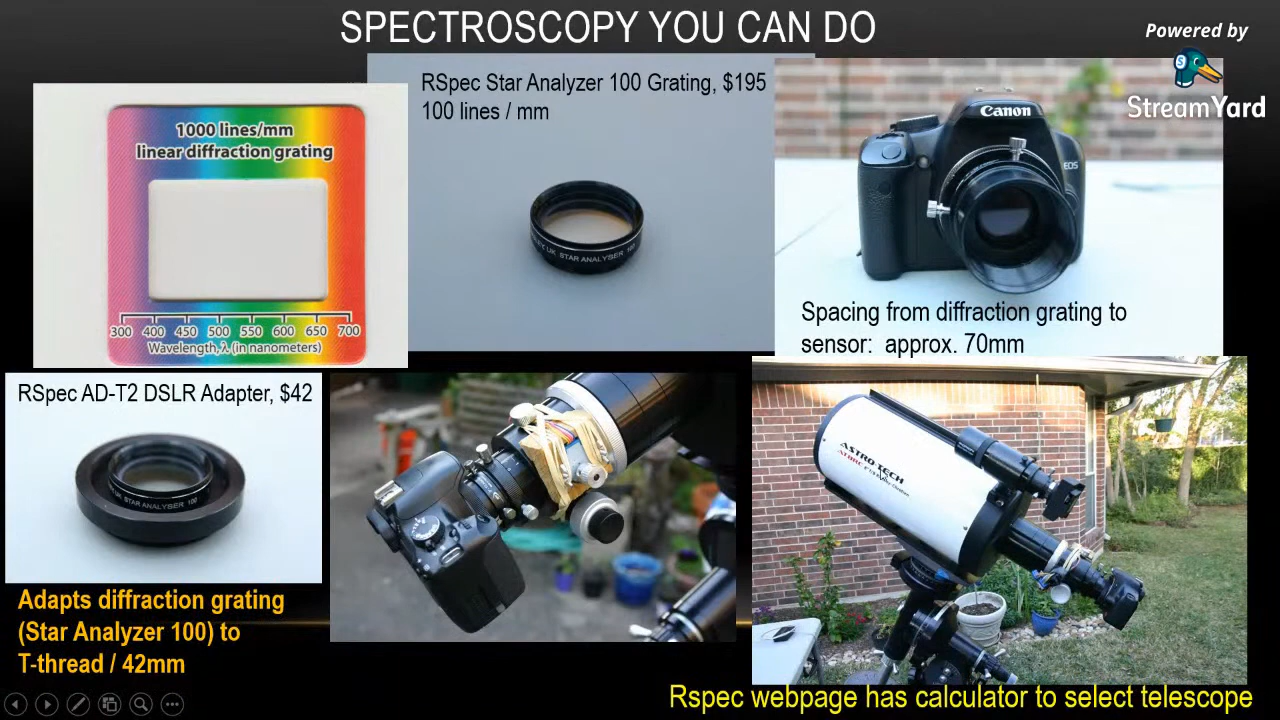 SPECTROSCOPY YOU CAN DO
Powered by
StreamYard
1000 lines/mm
linear diffraction grating
300 400 450 500 550 600 650 700
Wavelength, λ (in nanometers)
RSpec Star Analyzer 100 Grating, $195
100 lines / mm
UK STAR ANALYSER 100
Canon
EOS
Spacing from diffraction grating to
sensor: approx. 70mm
RSpec AD-T2 DSLR Adapter, $42
UK STAR ANALYSER 100
Adapts diffraction grating
(Star Analyzer 100) to
T-thread / 42mm
ASTRO TECH
Rspec webpage has calculator to select telescope